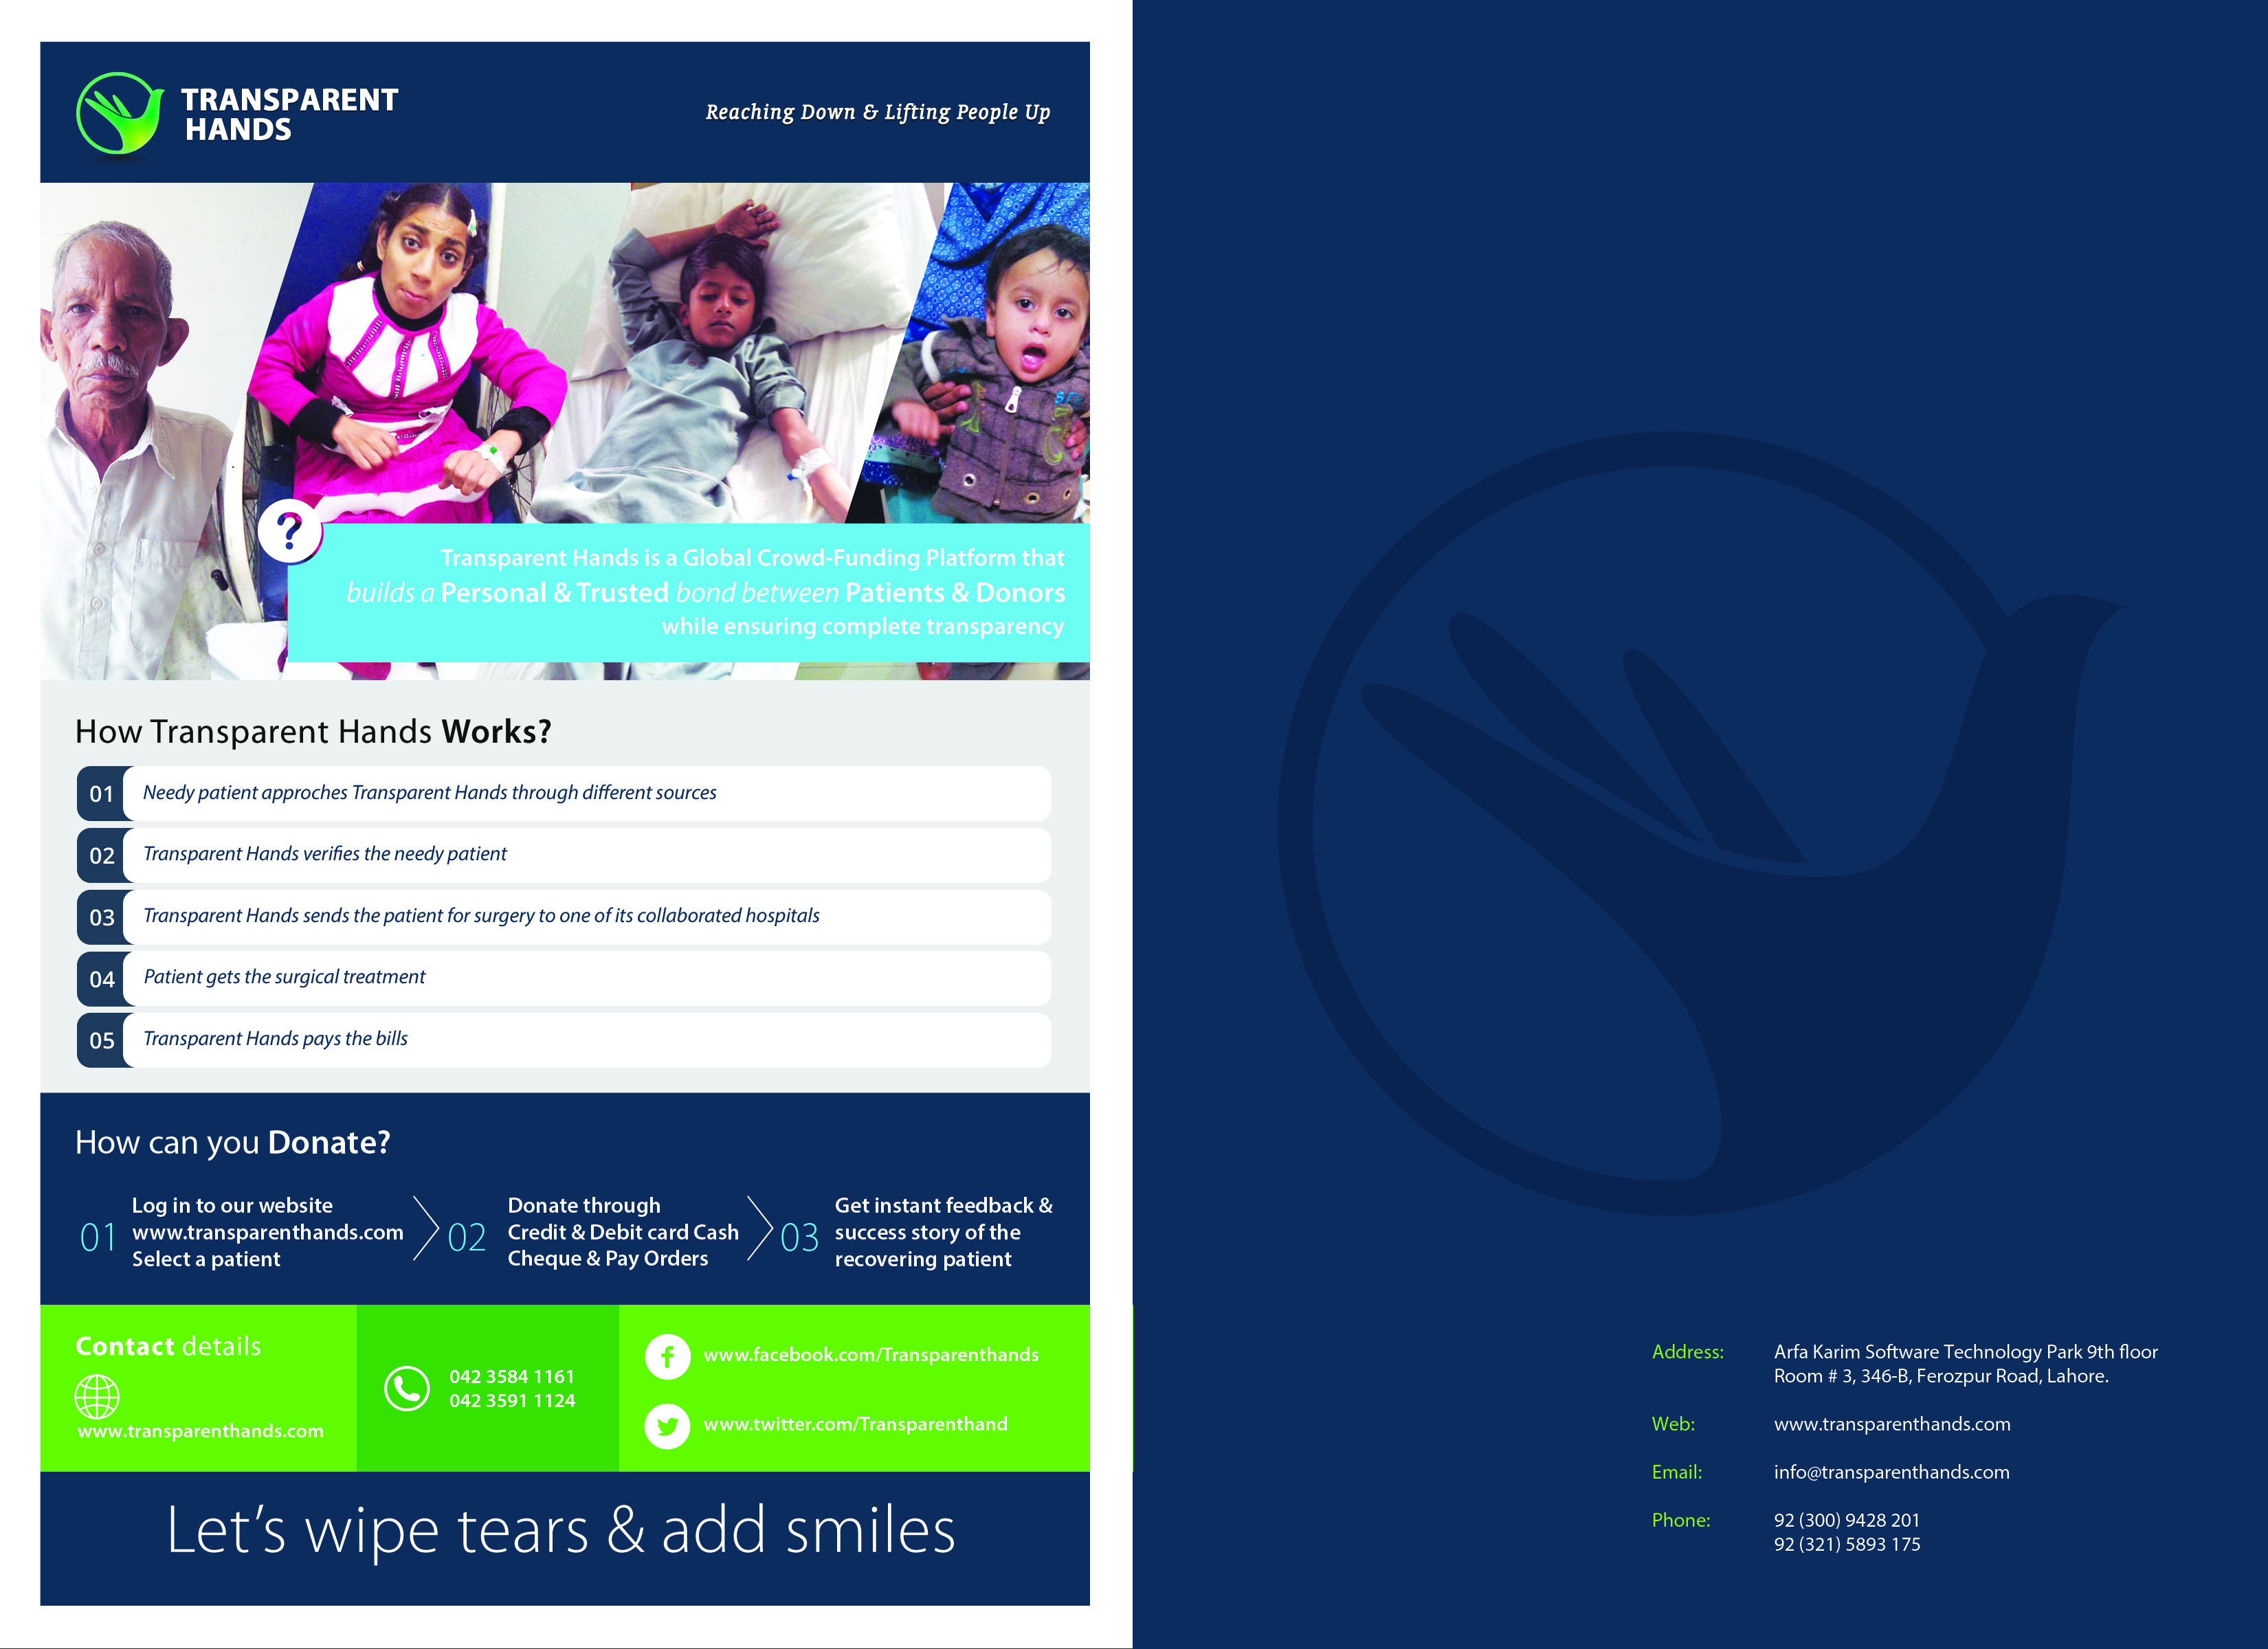 TRANSPARENT
HANDS
Reaching Down & Lifting People Up
?
Transparent Hands is a Global Crowd-Funding Platform that
builds a Personal & Trusted bond between Patients & Donors
while ensuring complete transparency
How Transparent Hands Works?
01 Needy patient approches Transparent Hands through different sources
02 Transparent Hands verifies the needy patient
03 Transparent Hands sends the patient for surgery to one of its collaborated hospitals
04 Patient gets the surgical treatment
05 Transparent Hands pays the bills
How can you Donate?
01
Log in to our website
www.transparenthands.com
Select a patient
02
Donate through
Credit & Debit card Cash
Cheque & Pay Orders
03
Get instant feedback &
success story of the
recovering patient
Contact details
www.transparenthands.com
042 3584 1161
042 3591 1124
www.facebook.com/Transparenthands
www.twitter.com/Transparenthand
Let's wipe tears & add smiles
Address: Arfa Karim Software Technology Park 9th floor
Room # 3, 346-B, Ferozpur Road, Lahore.
Web: www.transparenthands.com
Email: info@transparenthands.com
Phone: 92 (300) 9428 201
92 (321) 5893 175